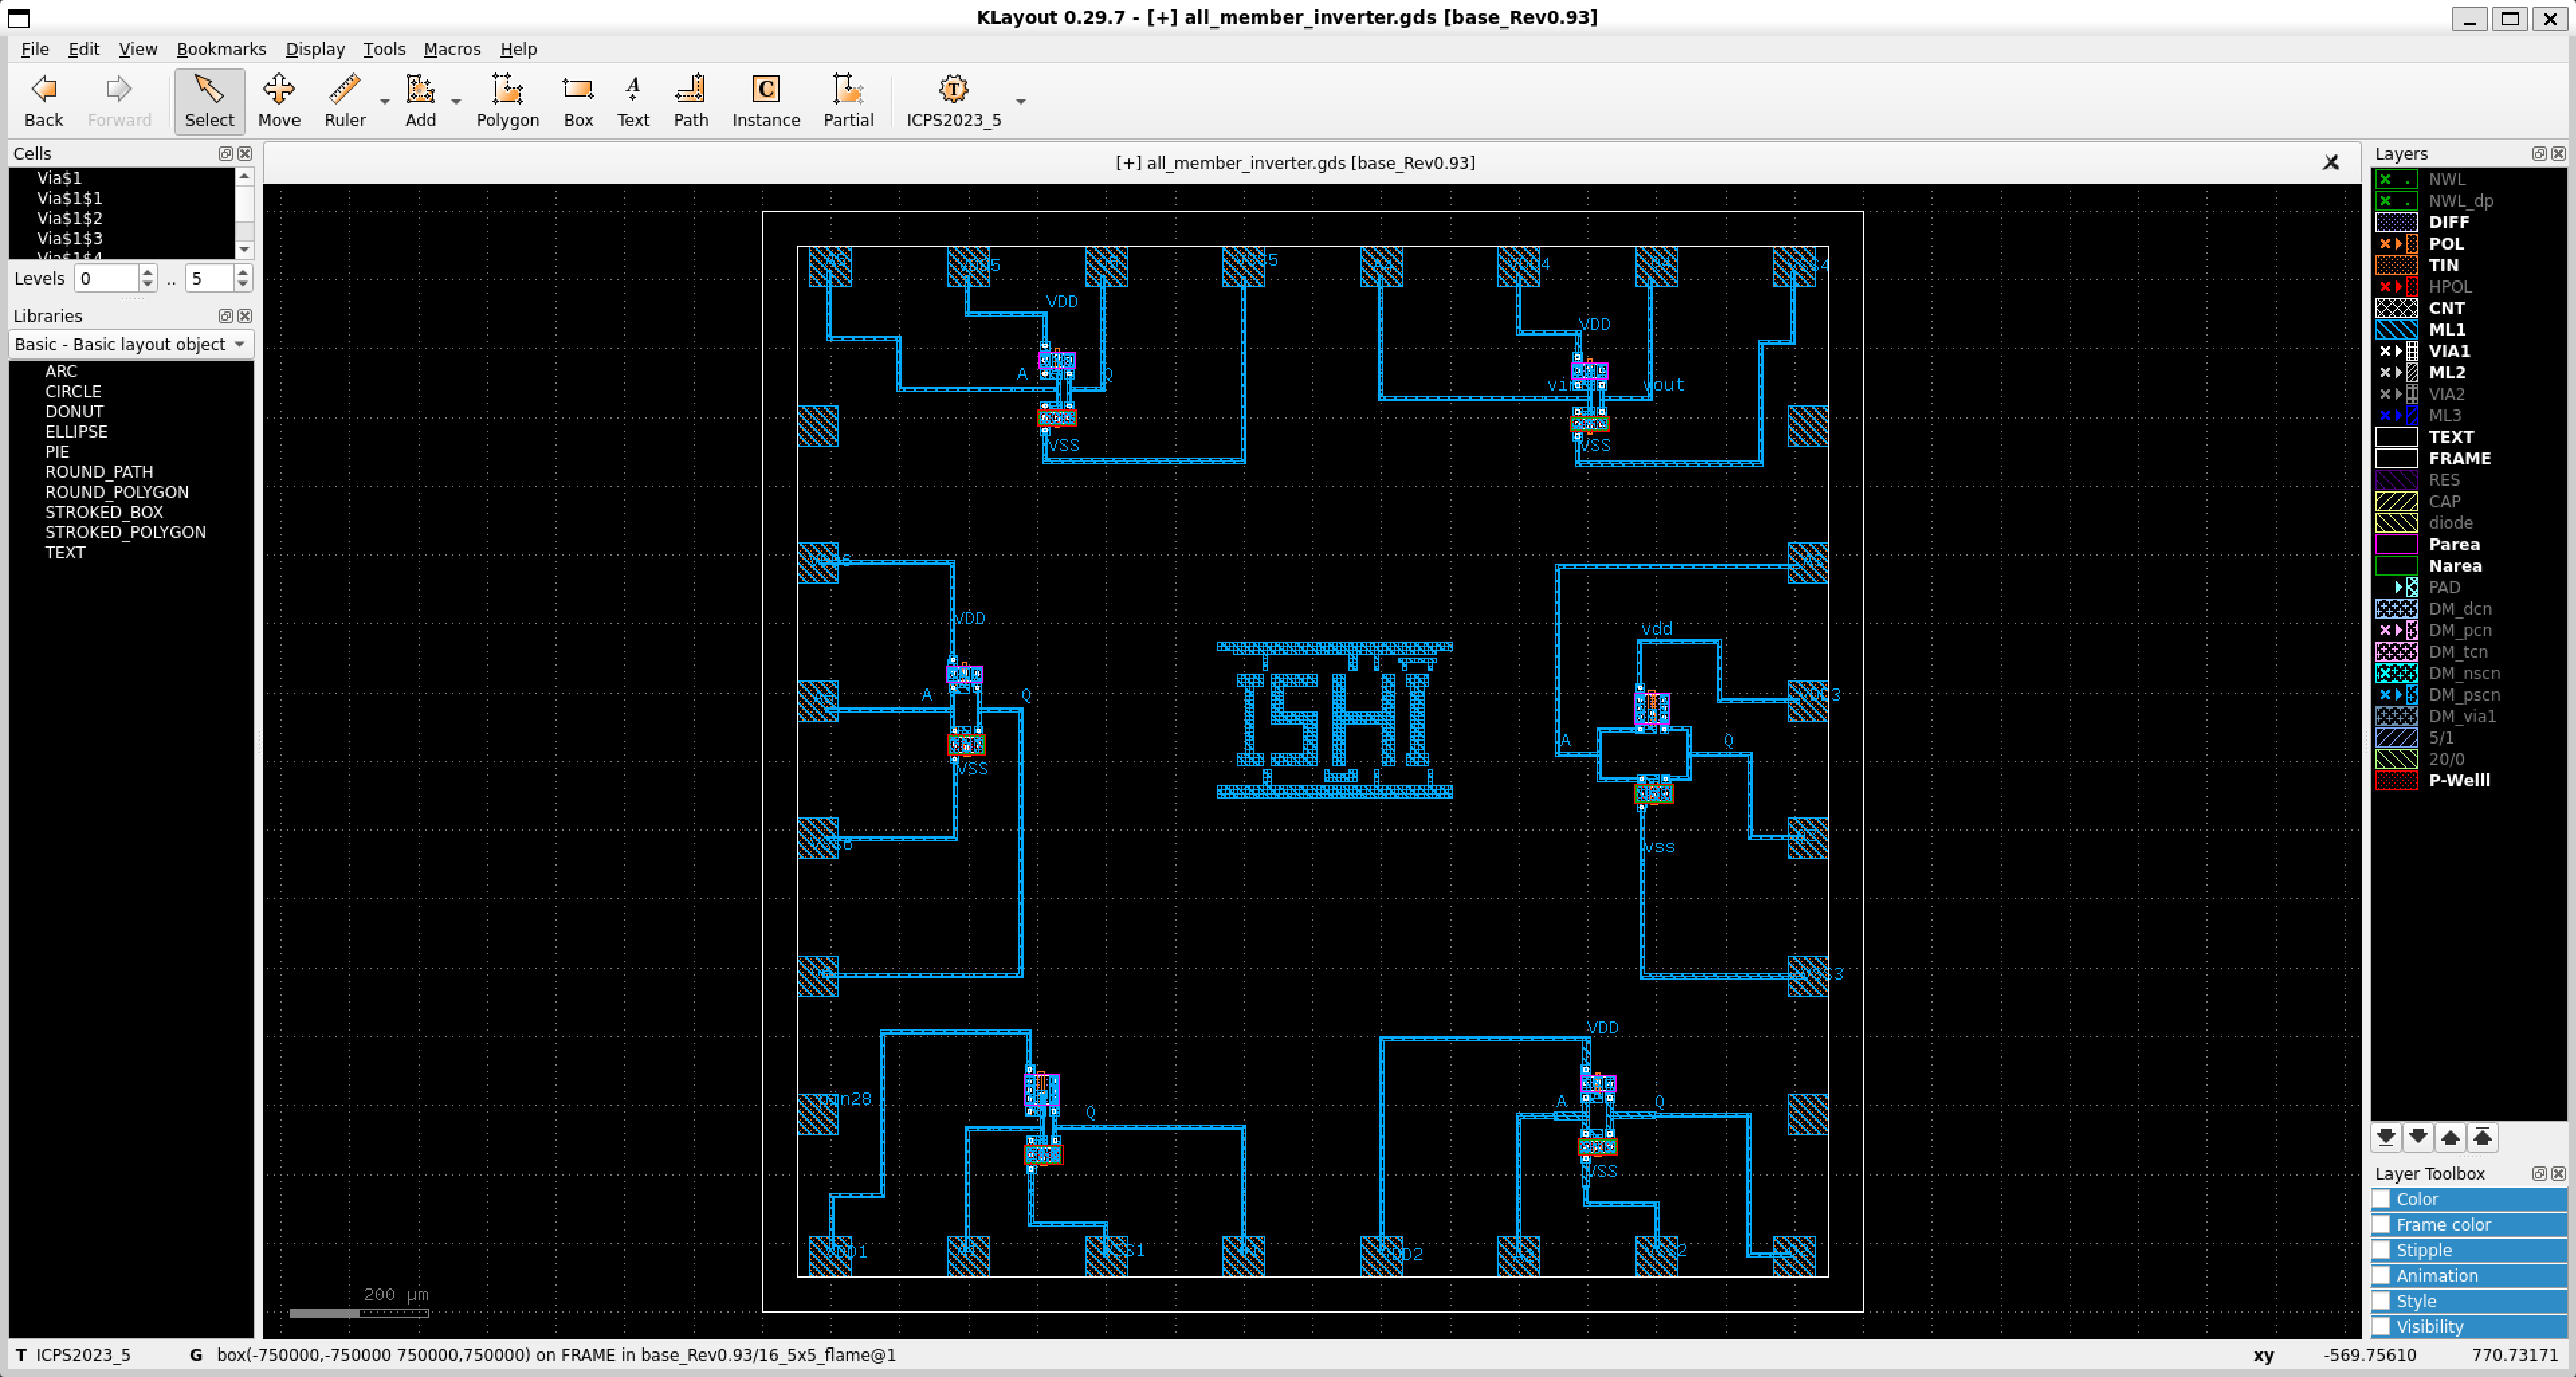 KLayout 0.29.7 - [+] all_member_inverter.gds [base_Rev0.93]
File Edit View Bookmarks Display Tools Macros Help
Back Forward Select Move Ruler Add Polygon Box Text Path Instance Partial ICPS2023_5
Cells
Via$1
Via$1$1
Via$1$2
Via$1$3
Via$1$4
Levels 0 .. 5
Libraries
Basic - Basic layout object
ARC
CIRCLE
DONUT
ELLIPSE
PIE
ROUND_PATH
ROUND_POLYGON
STROKED_BOX
STROKED_POLYGON
TEXT
[+] all_member_inverter.gds [base_Rev0.93]
VDD
A Q
VSS
VDD
vout
VSS
VDD
A Q
VSS
ISHI
vdd
A Q
vss
Q
VDD
A Q
VSS
200 µm
Layers
NWL
NWL_dp
DIFF
POL
TIN
HPOL
CNT
ML1
VIA1
ML2
VIA2
ML3
TEXT
FRAME
RES
CAP
diode
Parea
Narea
PAD
DM_dcn
DM_pcn
DM_tcn
DM_nscn
DM_pscn
DM_via1
5/1
20/0
P-Welll
Layer Toolbox
Color
Frame color
Stipple
Animation
Style
Visibility
T ICPS2023_5 G box(-750000,-750000 750000,750000) on FRAME in base_Rev0.93/16_5x5_flame@1 xy -569.75610 770.73171